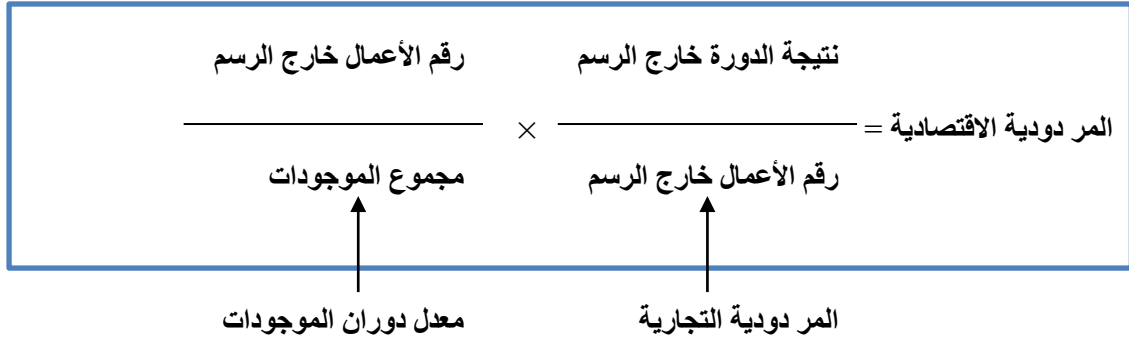 نتيجة الدورة خارج الرسم رقم الأعمال خارج الرسم
المر دودية الاقتصادية = ×
رقم الأعمال خارج الرسم مجموع الموجودات
المر دودية التجارية معدل دوران الموجودات